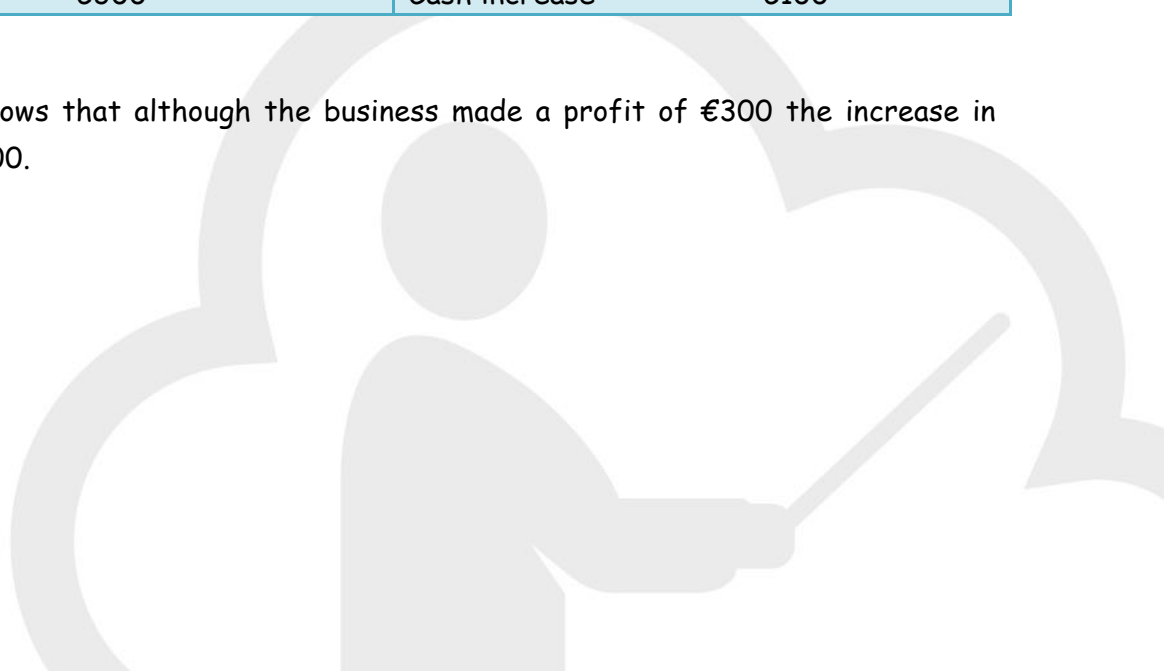 Cash increase
ows that although the business made a profit of €300 the increase in
00.